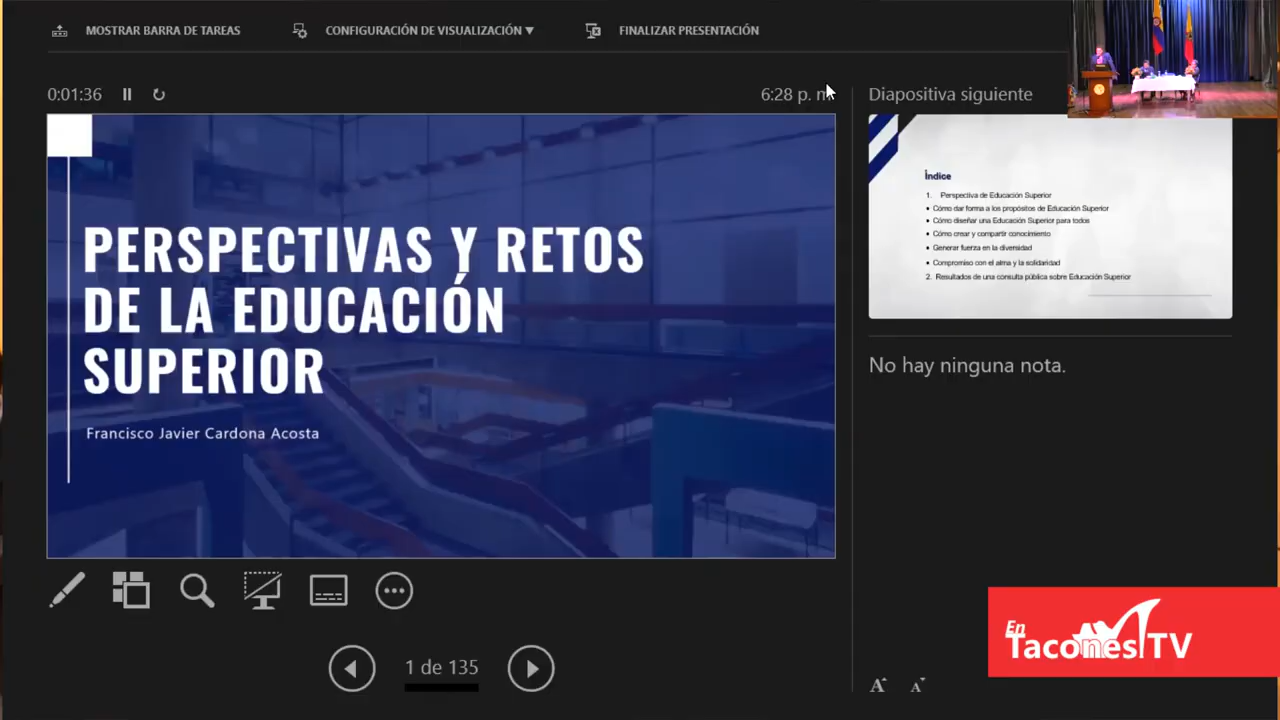 MOSTRAR BARRA DE TAREAS
CONFIGURACIÓN DE VISUALIZACIÓN
FINALIZAR PRESENTACIÓN
0:01:36
6:28 p. m
Diapositiva siguiente
PERSPECTIVAS Y RETOS
DE LA EDUCACIÓN
SUPERIOR
Francisco Javier Cardona Acosta
Índice
1. Perspectiva de Educación Superior
• Cómo dar forma a los propósitos de Educación Superior
• Cómo diseñar una Educación Superior para todos
• Cómo crear y compartir conocimiento
• Generar fuerza en la diversidad
• Compromiso con el alma y la solidaridad
2. Resultados de una consulta pública sobre Educación Superior
No hay ninguna nota.
1 de 135
A A
En
Tacones TV